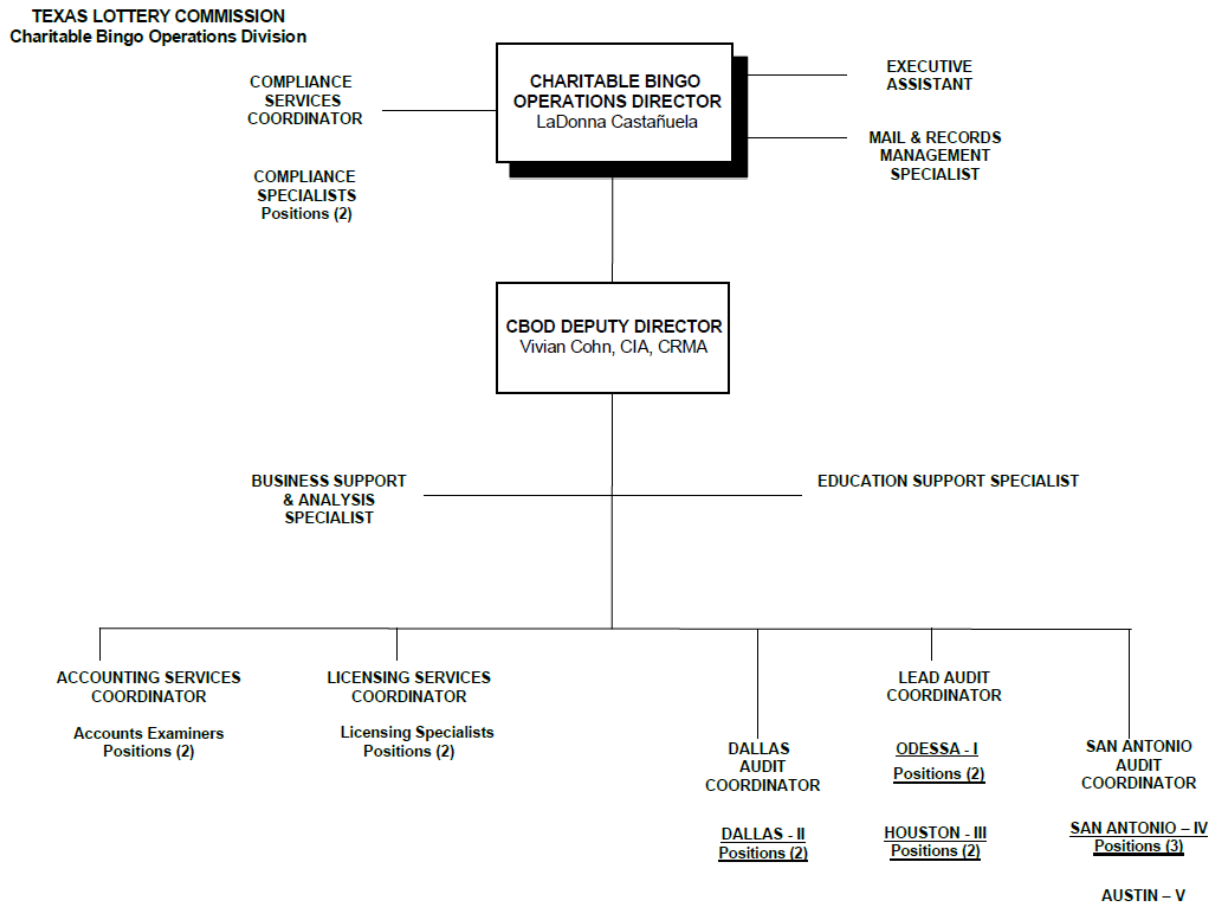 TEXAS LOTTERY COMMISSION
Charitable Bingo Operations Division
CHARITABLE BINGO
OPERATIONS DIRECTOR
LaDonna Castañuela
COMPLIANCE
SERVICES
COORDINATOR
COMPLIANCE
SPECIALISTS
Positions (2)
EXECUTIVE
ASSISTANT
MAIL & RECORDS
MANAGEMENT
SPECIALIST
CBOD DEPUTY DIRECTOR
Vivian Cohn, CIA, CRMA
BUSINESS SUPPORT
& ANALYSIS
SPECIALIST
EDUCATION SUPPORT SPECIALIST
ACCOUNTING SERVICES
COORDINATOR
Accounts Examiners
Positions (2)
LICENSING SERVICES
COORDINATOR
Licensing Specialists
Positions (2)
DALLAS
AUDIT
COORDINATOR
DALLAS - II
Positions (2)
LEAD AUDIT
COORDINATOR
ODESSA - I
Positions (2)
HOUSTON - III
Positions (2)
SAN ANTONIO
AUDIT
COORDINATOR
SAN ANTONIO – IV
Positions (3)
AUSTIN – V